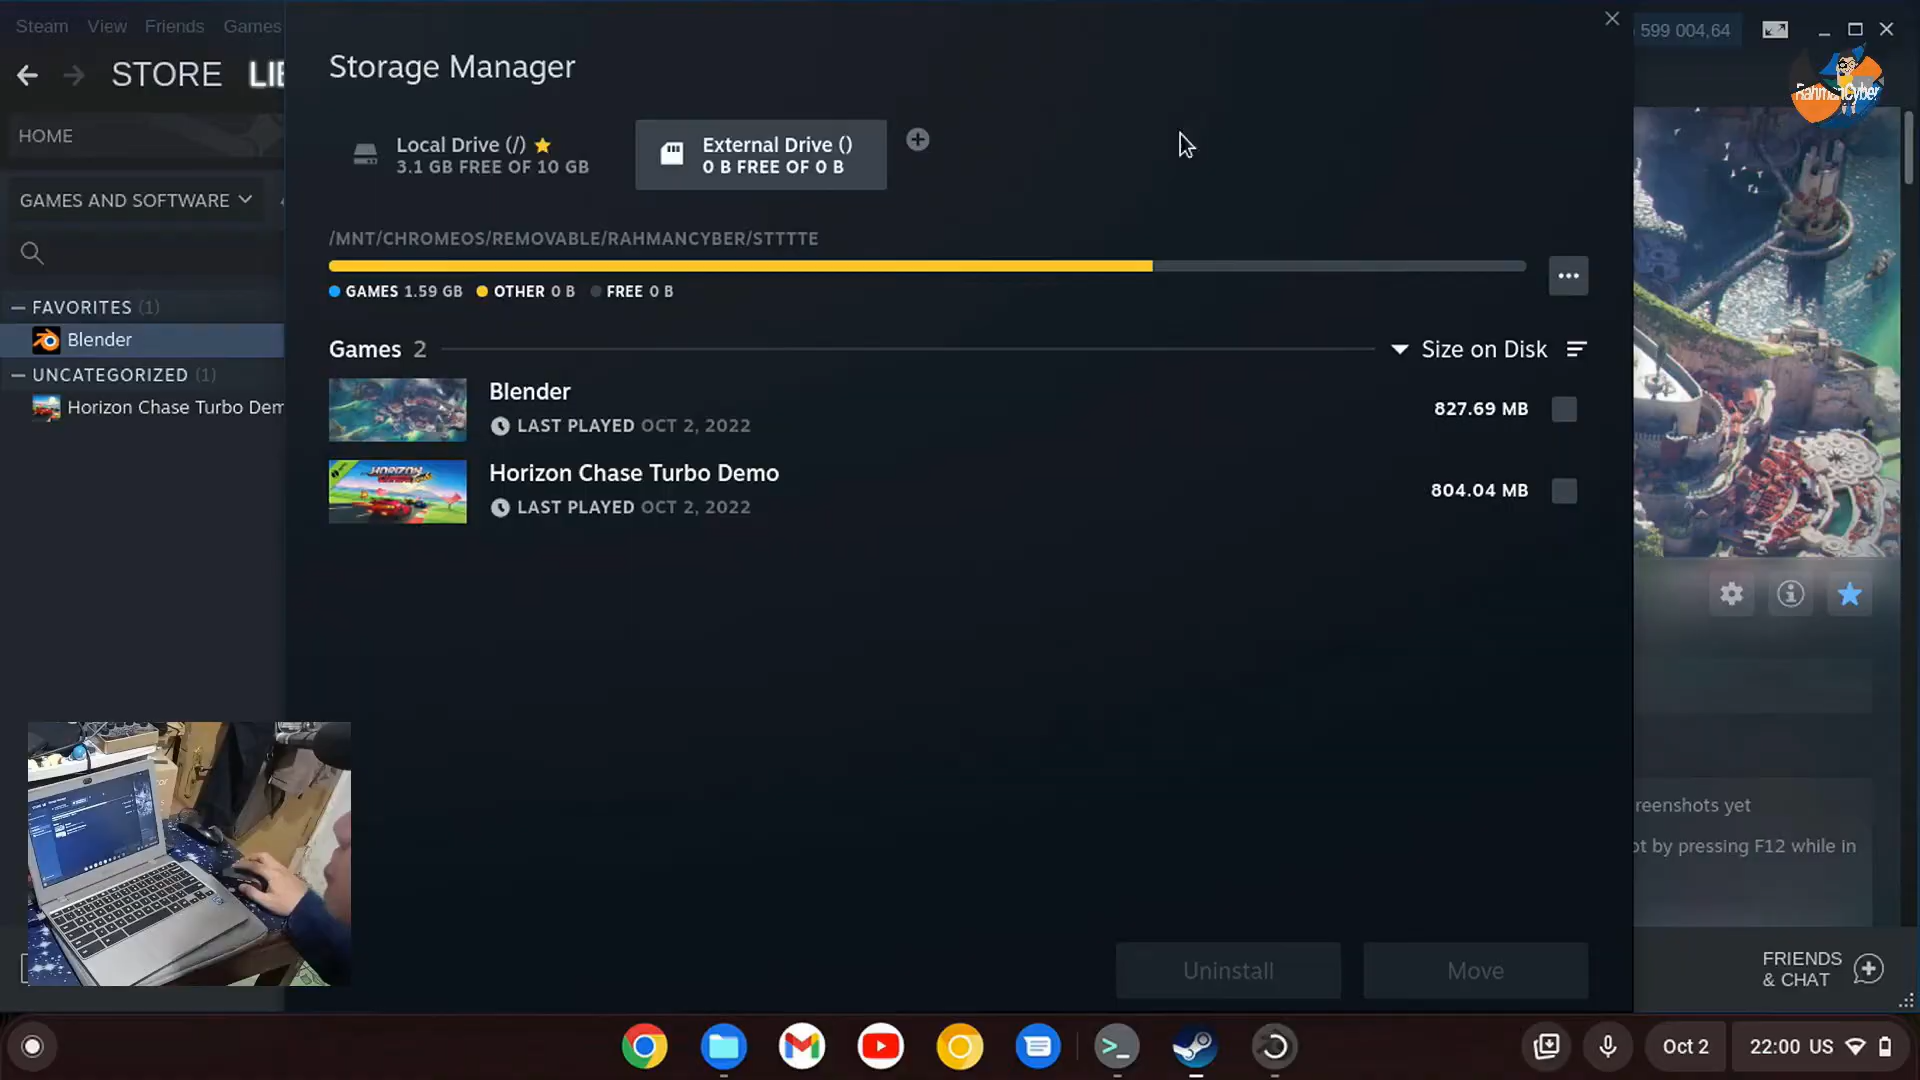 Steam View Friends Games
599 004,64
STORE LIB
Storage Manager
RahmanCyber
HOME
Local Drive (/)
3.1 GB FREE OF 10 GB
External Drive ()
0 B FREE OF 0 B
GAMES AND SOFTWARE
/MNT/CHROMEOS/REMOVABLE/RAHMANCYBER/STTTTE
GAMES 1.59 GB OTHER 0 B FREE 0 B
FAVORITES (1)
Blender
UNCATEGORIZED (1)
Horizon Chase Turbo Dem
Games 2
Size on Disk
Blender
LAST PLAYED OCT 2, 2022
827.69 MB
Horizon Chase Turbo Demo
LAST PLAYED OCT 2, 2022
804.04 MB
HORIZON
reenshots yet
ot by pressing F12 while in
Uninstall
Move
FRIENDS
& CHAT
Oct 2
22:00 US